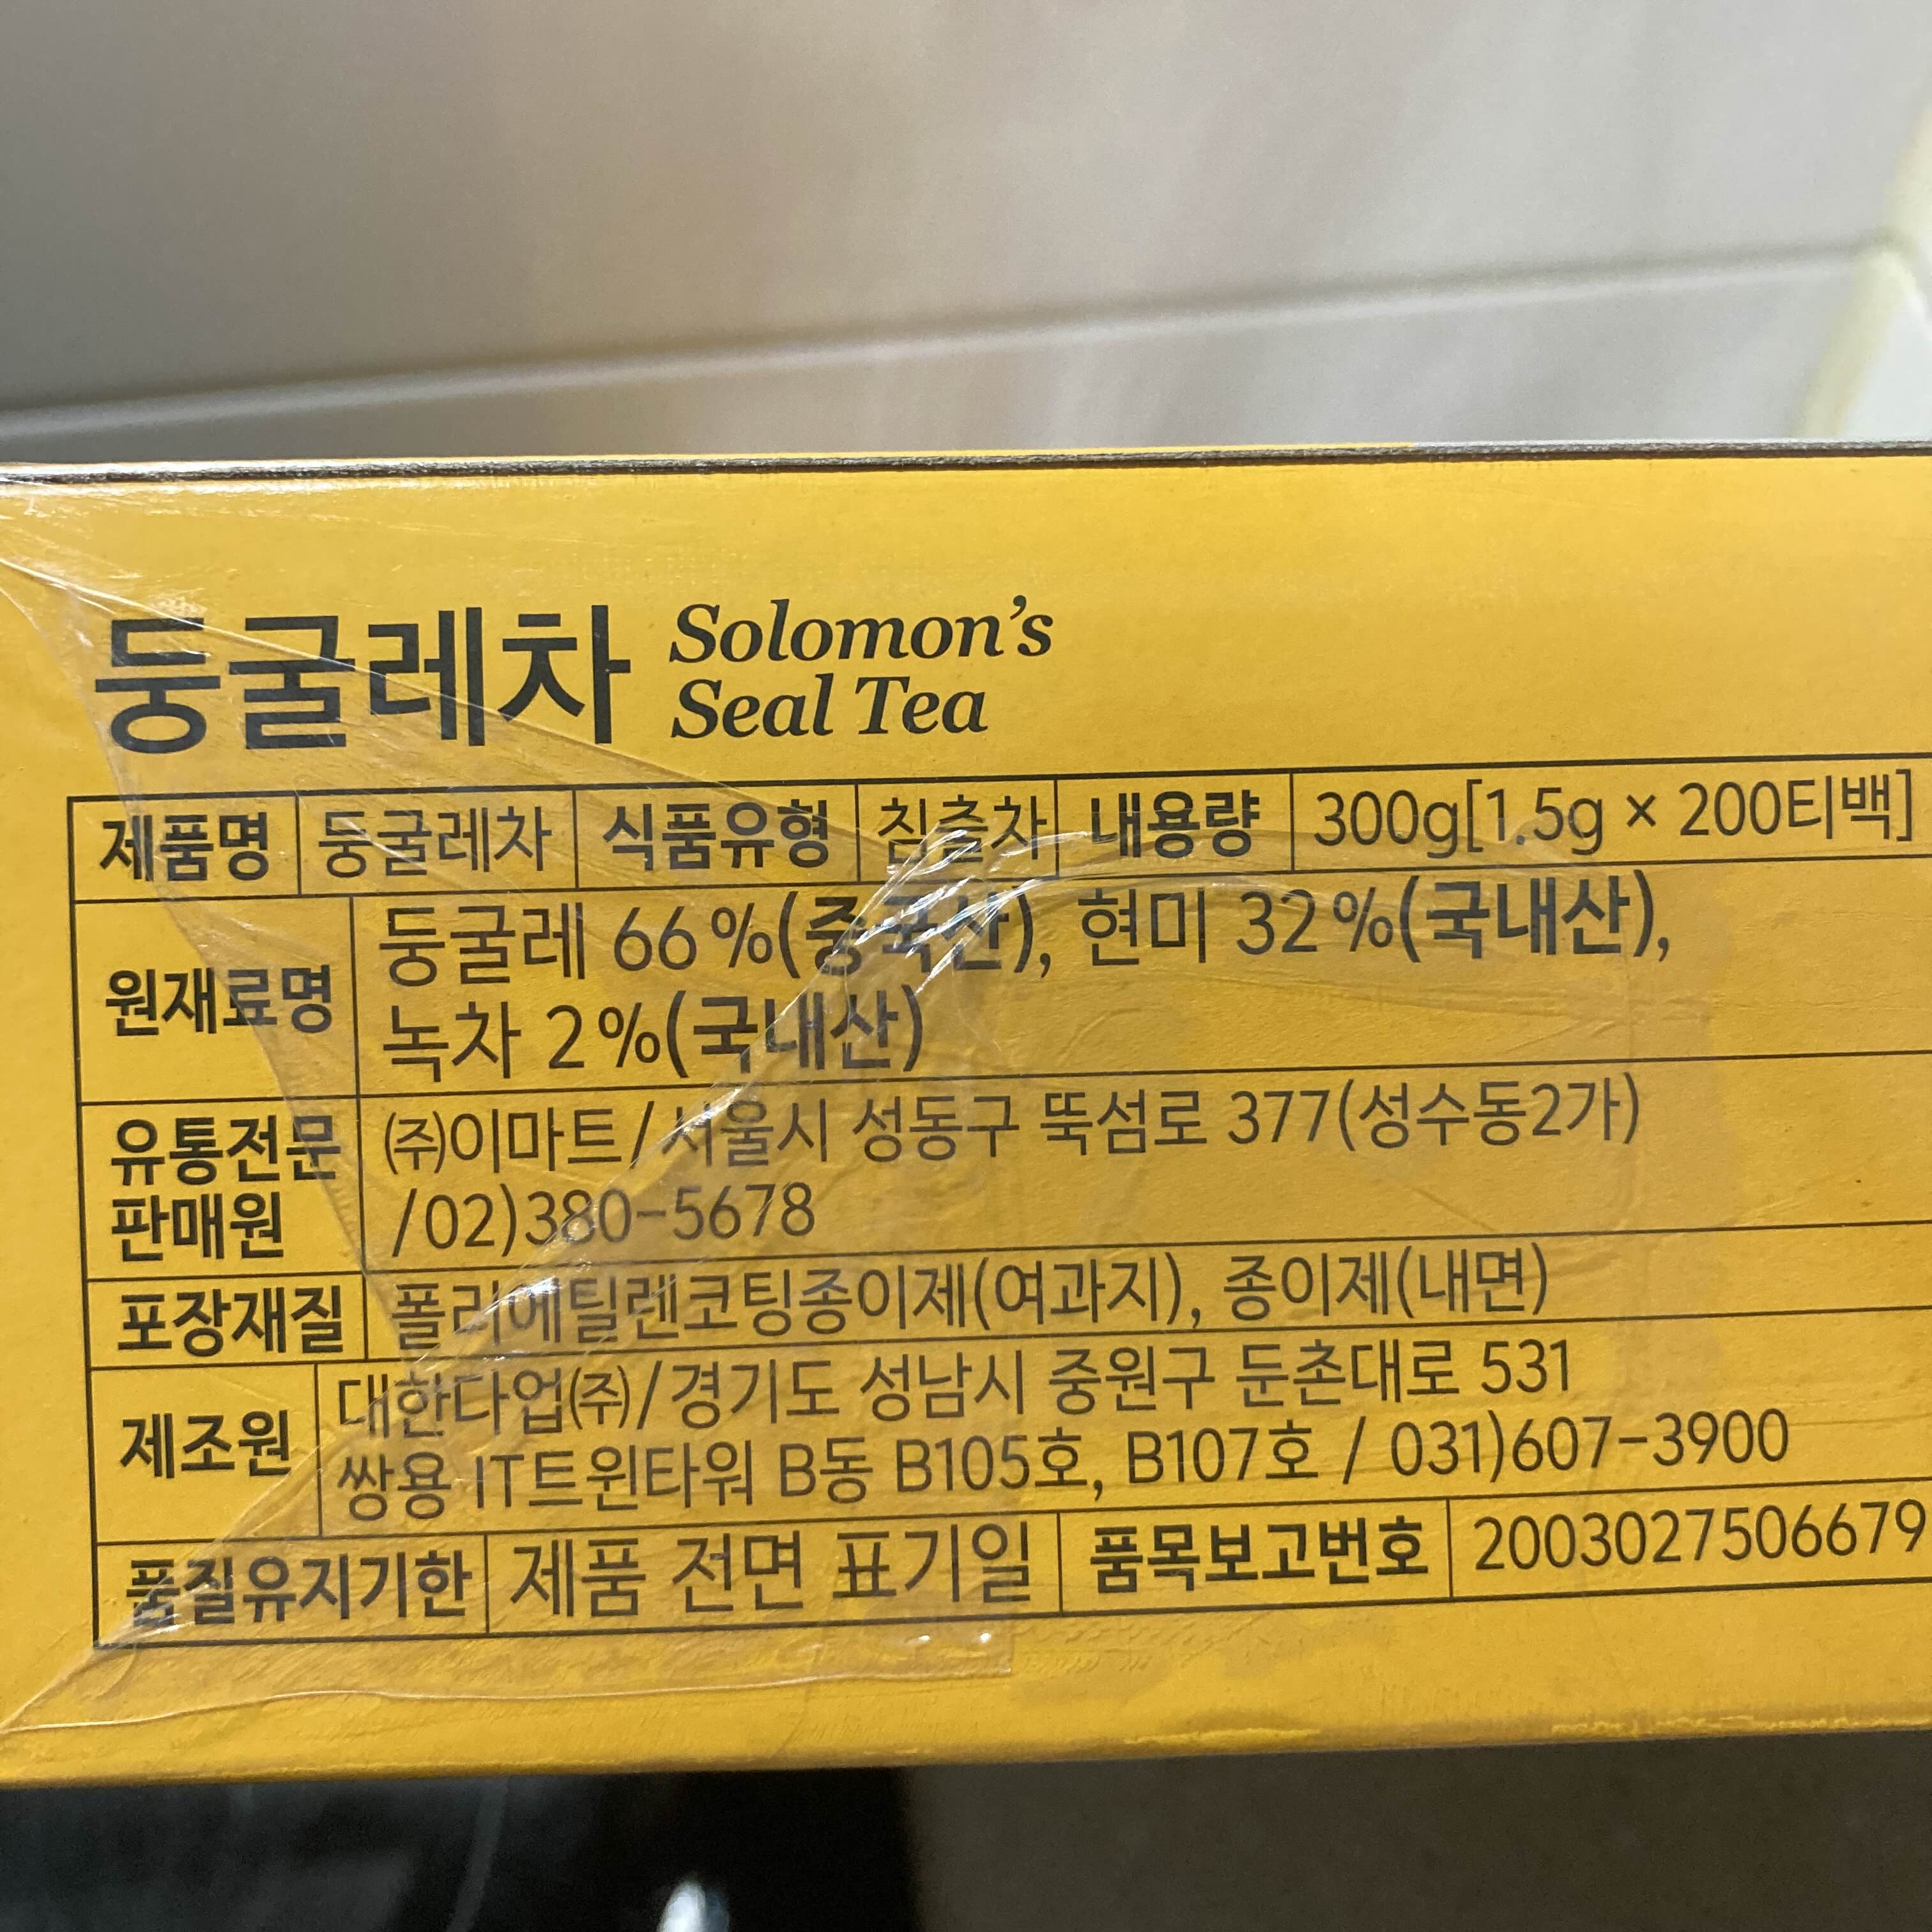 둥굴레차 Solomon's
Seal Tea
제품명 둥굴레차 식품유형 침출차 내용량 300g[1.5g × 200티백]
원재료명 둥굴레 66%(중국산), 현미 32%(국내산),
녹차 2%(국내산)
유통전문 (주)이마트/서울시 성동구 뚝섬로 377(성수동2가)
판매원 /02)380-5678
포장재질 폴리에틸렌코팅종이제(여과지), 종이제(내면)
제조원 대한다업(주)/경기도 성남시 중원구 둔촌대로 531
쌍용 IT트윈타워 B동 B105호, B107호 / 031)607-3900
품질유지기한 제품 전면 표기일 품목보고번호 2003027506679